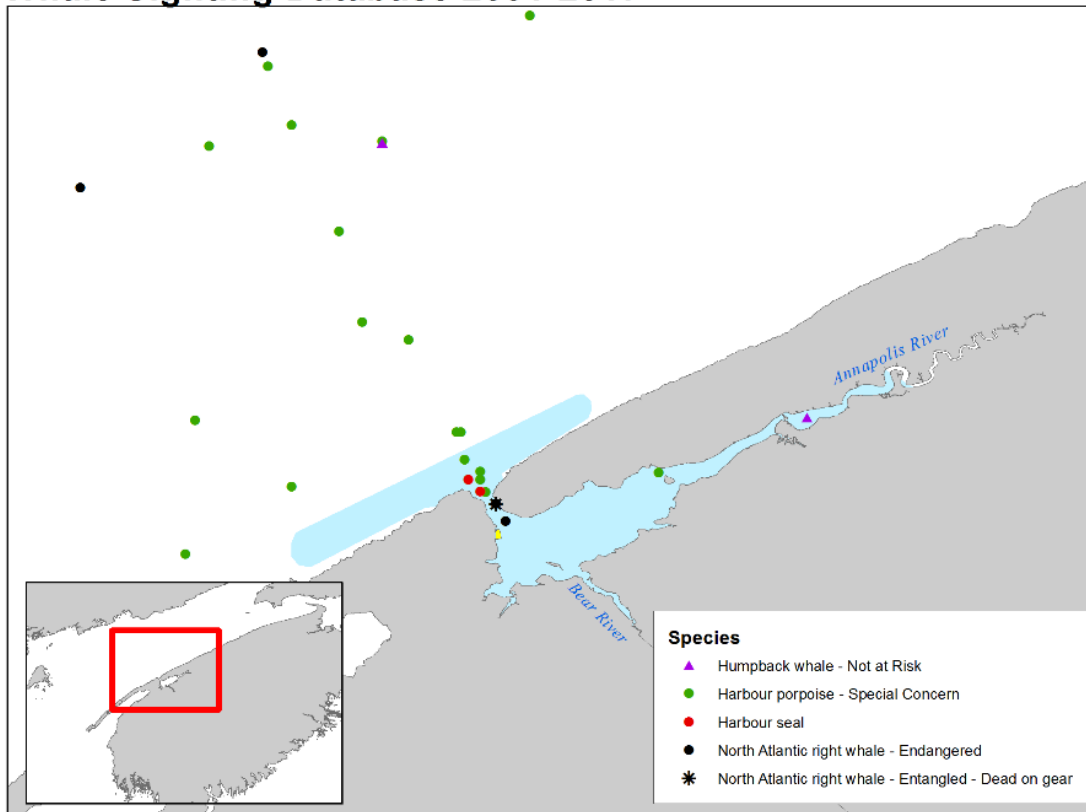 Annapolis River
Bear River
Species
Humpback whale - Not at Risk
Harbour porpoise - Special Concern
Harbour seal
North Atlantic right whale - Endangered
North Atlantic right whale - Entangled - Dead on gear